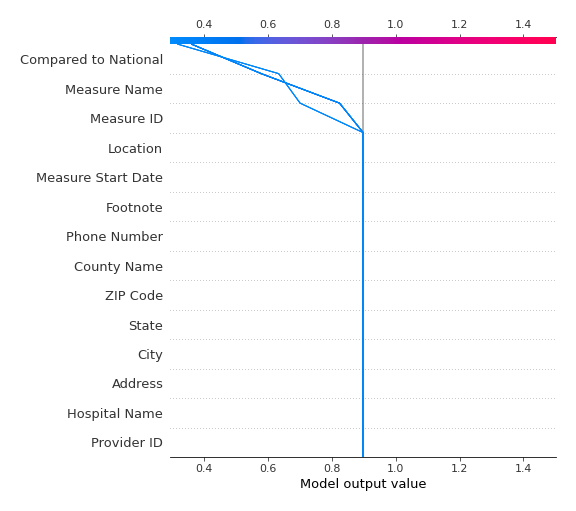 0.4 0.6 0.8 1.0 1.2 1.4
Compared to National
Measure Name
Measure ID
Location
Measure Start Date
Footnote
Phone Number
County Name
ZIP Code
State
City
Address
Hospital Name
Provider ID
0.4 0.6 0.8 1.0 1.2 1.4
Model output value